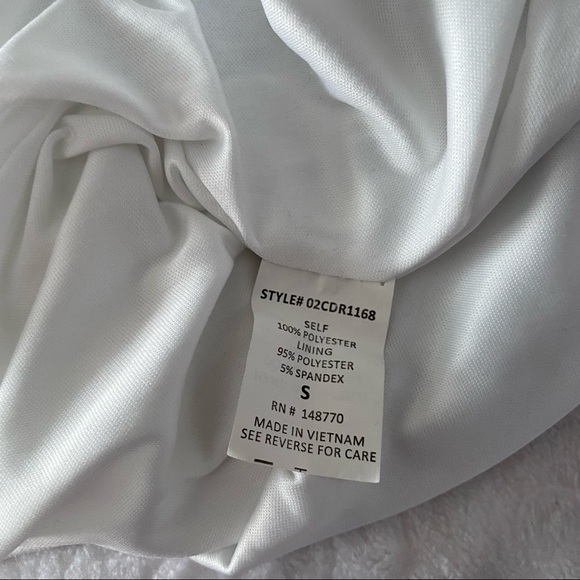 STYLE# 02CDR1168
SELF
100% POLYESTER
LINING
95% POLYESTER
5% SPANDEX
S
RN # 148770
MADE IN VIETNAM
SEE REVERSE FOR CARE